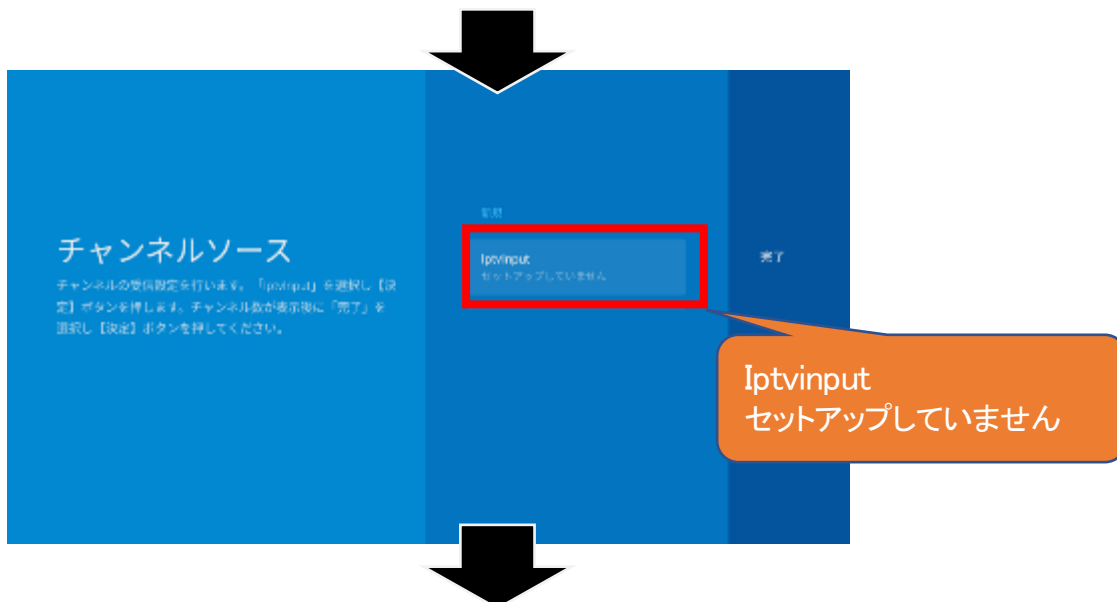 チャンネルソース
チャンネルの受信設定を行います。「Iptvinput」を選択し【決
定】ボタンを押します。チャンネル数が表示後に「完了」を
選択し【決定】ボタンを押してください。
新規
Iptvinput
セットアップしていません
完了
Iptvinput
セットアップしていません